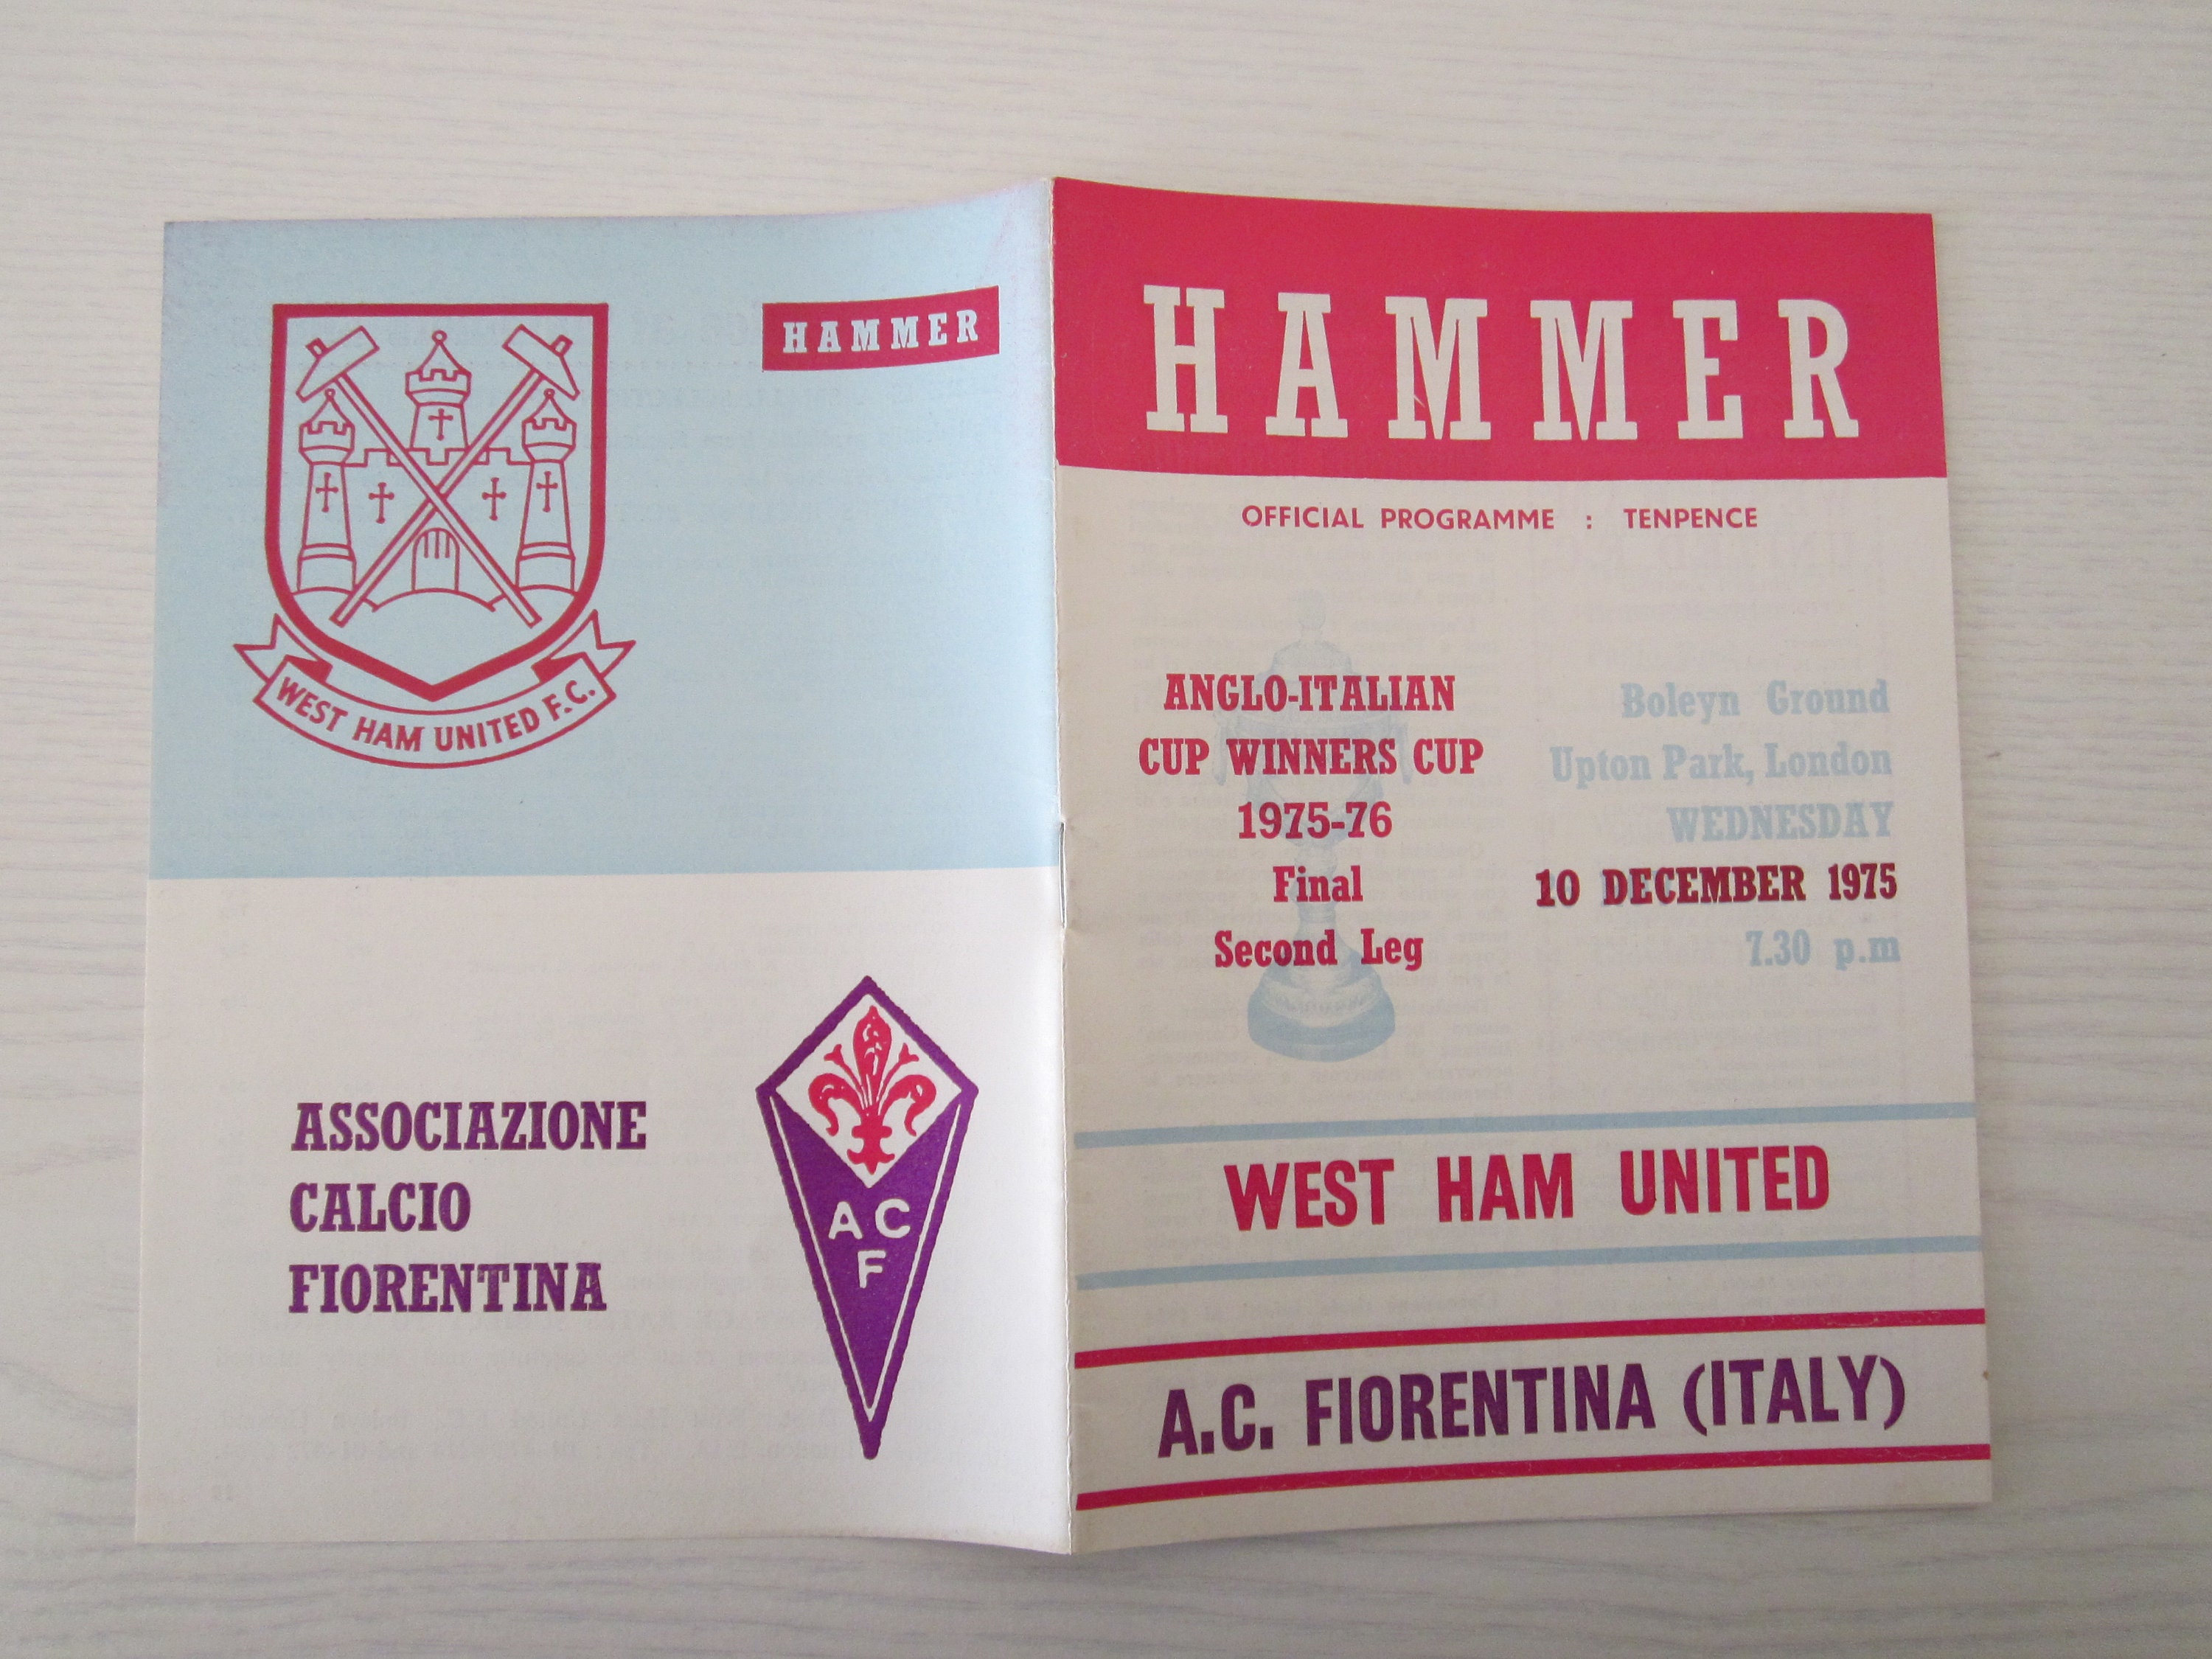 HAMMER
WEST HAM UNITED F.C.
ASSOCIAZIONE
CALCIO
FIORENTINA
A C
F
HAMMER
OFFICIAL PROGRAMME : TENPENCE
ANGLO-ITALIAN
CUP WINNERS CUP
1975-76
Final
Second Leg
Boleyn Ground
Upton Park, London
WEDNESDAY
10 DECEMBER 1975
7.30 p.m
WEST HAM UNITED
A.C. FIORENTINA (ITALY)